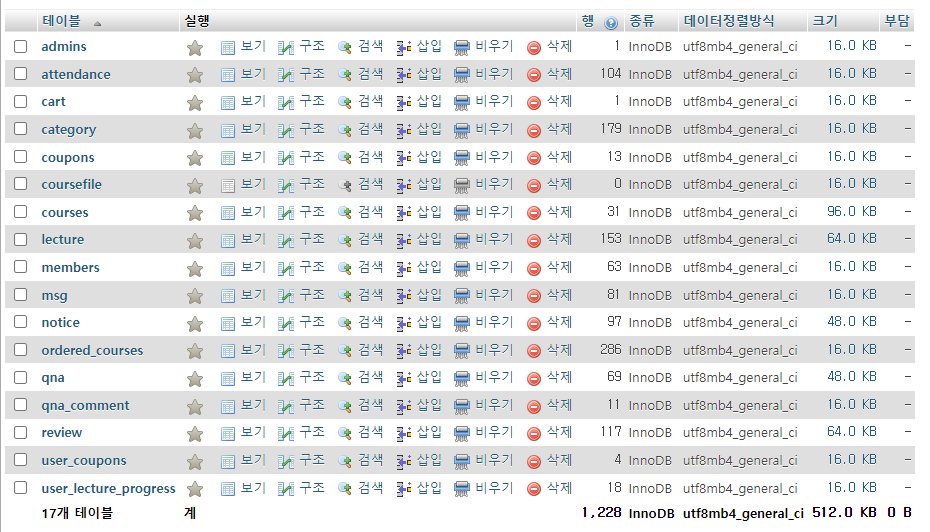 테이블 실행 행 종류 데이터정렬방식 크기 부담
admins 보기 구조 검색 삽입 비우기 삭제 1 InnoDB utf8mb4_general_ci 16.0 KB –
attendance 보기 구조 검색 삽입 비우기 삭제 104 InnoDB utf8mb4_general_ci 16.0 KB –
cart 보기 구조 검색 삽입 비우기 삭제 1 InnoDB utf8mb4_general_ci 16.0 KB –
category 보기 구조 검색 삽입 비우기 삭제 179 InnoDB utf8mb4_general_ci 16.0 KB –
coupons 보기 구조 검색 삽입 비우기 삭제 13 InnoDB utf8mb4_general_ci 16.0 KB –
coursefile 보기 구조 검색 삽입 비우기 삭제 0 InnoDB utf8mb4_general_ci 16.0 KB –
courses 보기 구조 검색 삽입 비우기 삭제 31 InnoDB utf8mb4_general_ci 96.0 KB –
lecture 보기 구조 검색 삽입 비우기 삭제 153 InnoDB utf8mb4_general_ci 64.0 KB –
members 보기 구조 검색 삽입 비우기 삭제 63 InnoDB utf8mb4_general_ci 16.0 KB –
msg 보기 구조 검색 삽입 비우기 삭제 81 InnoDB utf8mb4_general_ci 16.0 KB –
notice 보기 구조 검색 삽입 비우기 삭제 97 InnoDB utf8mb4_general_ci 48.0 KB –
ordered_courses 보기 구조 검색 삽입 비우기 삭제 286 InnoDB utf8mb4_general_ci 16.0 KB –
qna 보기 구조 검색 삽입 비우기 삭제 69 InnoDB utf8mb4_general_ci 48.0 KB –
qna_comment 보기 구조 검색 삽입 비우기 삭제 11 InnoDB utf8mb4_general_ci 16.0 KB –
review 보기 구조 검색 삽입 비우기 삭제 117 InnoDB utf8mb4_general_ci 64.0 KB –
user_coupons 보기 구조 검색 삽입 비우기 삭제 4 InnoDB utf8mb4_general_ci 16.0 KB –
user_lecture_progress 보기 구조 검색 삽입 비우기 삭제 18 InnoDB utf8mb4_general_ci 16.0 KB –
17개 테이블 계 1,228 InnoDB utf8mb4_general_ci 512.0 KB 0 B